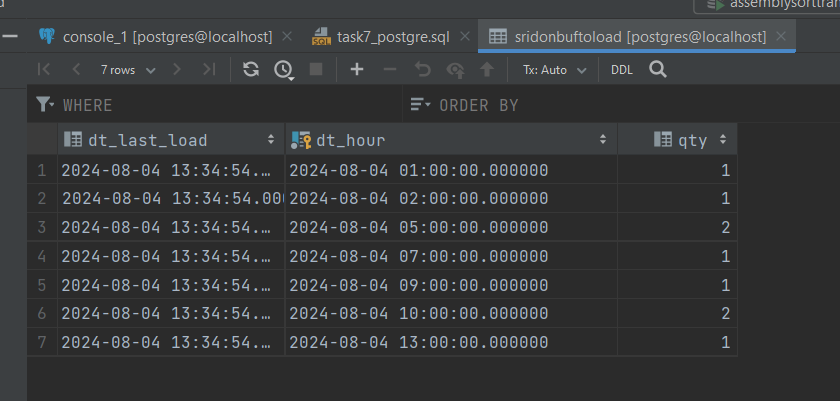 assemblysorttran
console_1 [postgres@localhost] task7_postgre.sql sridonbuftoload [postgres@localhost]
7 rows Tx: Auto DDL
WHERE ORDER BY
dt_last_load dt_hour qty
1 2024-08-04 13:34:54.… 2024-08-04 01:00:00.000000 1
2 2024-08-04 13:34:54.000 2024-08-04 02:00:00.000000 1
3 2024-08-04 13:34:54.… 2024-08-04 05:00:00.000000 2
4 2024-08-04 13:34:54.… 2024-08-04 07:00:00.000000 1
5 2024-08-04 13:34:54.… 2024-08-04 09:00:00.000000 1
6 2024-08-04 13:34:54.… 2024-08-04 10:00:00.000000 2
7 2024-08-04 13:34:54.… 2024-08-04 13:00:00.000000 1